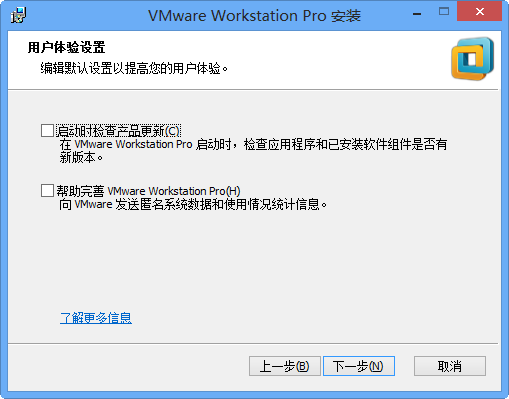 VMware Workstation Pro 安装
用户体验设置
编辑默认设置以提高您的用户体验。
启动时检查产品更新(C)
在 VMware Workstation Pro 启动时，检查应用程序和已安装软件组件是否有
新版本。
帮助完善 VMware Workstation Pro(H)
向 VMware 发送匿名系统数据和使用情况统计信息。
了解更多信息
上一步(B) 下一步(N) 取消